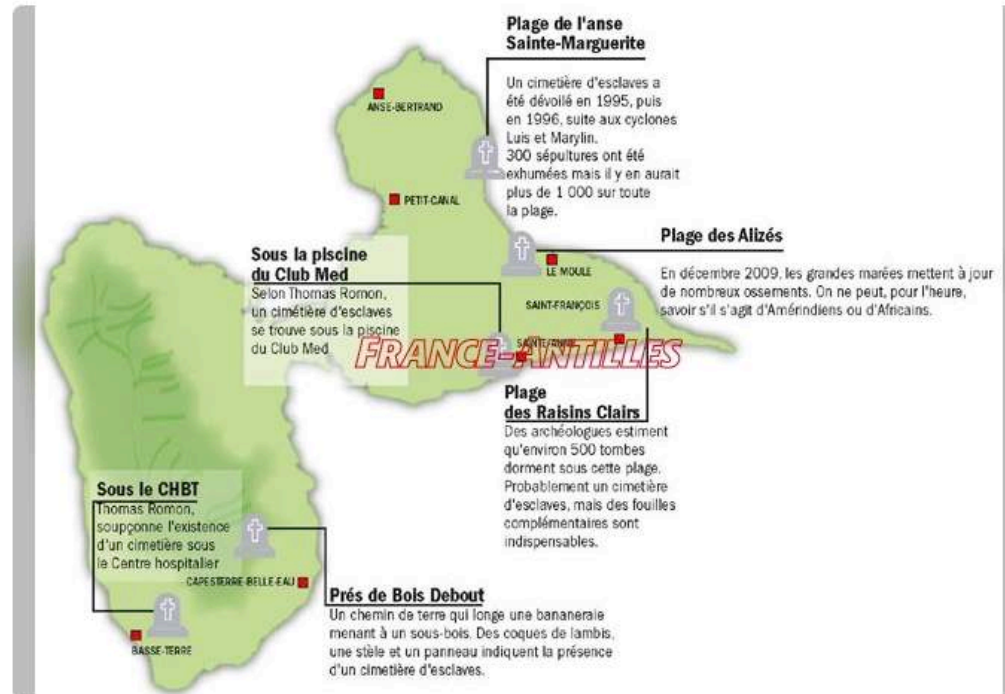 Plage de l'anse
Sainte-Marguerite
Un cimetière d'esclaves a
été dévoilé en 1995, puis
en 1996, suite aux cyclones
Luis et Marylin.
300 sépultures ont été
exhumées mais il y en aurait
plus de 1 000 sur toute
la plage.
ANSE-BERTRAND
PETIT-CANAL
Plage des Alizés
En décembre 2009, les grandes marées mettent à jour
de nombreux ossements. On ne peut, pour l'heure,
savoir s'il s'agit d'Amérindiens ou d'Africains.
LE MOULE
SAINT-FRANÇOIS
SAINTE-ANNE
Sous la piscine
du Club Med
Selon Thomas Romon,
un cimétière d'esclaves
se trouve sous la piscine
du Club Med
FRANCE-ANTILLES
Plage
des Raisins Clairs
Des archéologues estiment
qu'environ 500 tombes
dorment sous cette plage.
Probablement un cimetière
d'esclaves, mais des fouilles
complémentaires sont
indispensables.
Sous le CHBT
Thomas Romon,
soupçonne l'existence
d'un cimetière sous
le Centre hospitalier
CAPESTERRE-BELLE-EAU
BASSE-TERRE
Prés de Bois Debout
Un chemin de terre qui longe une bananeraie
menant à un sous-bois. Des coques de lambis,
une stèle et un panneau indiquent la présence
d'un cimetière d'esclaves.